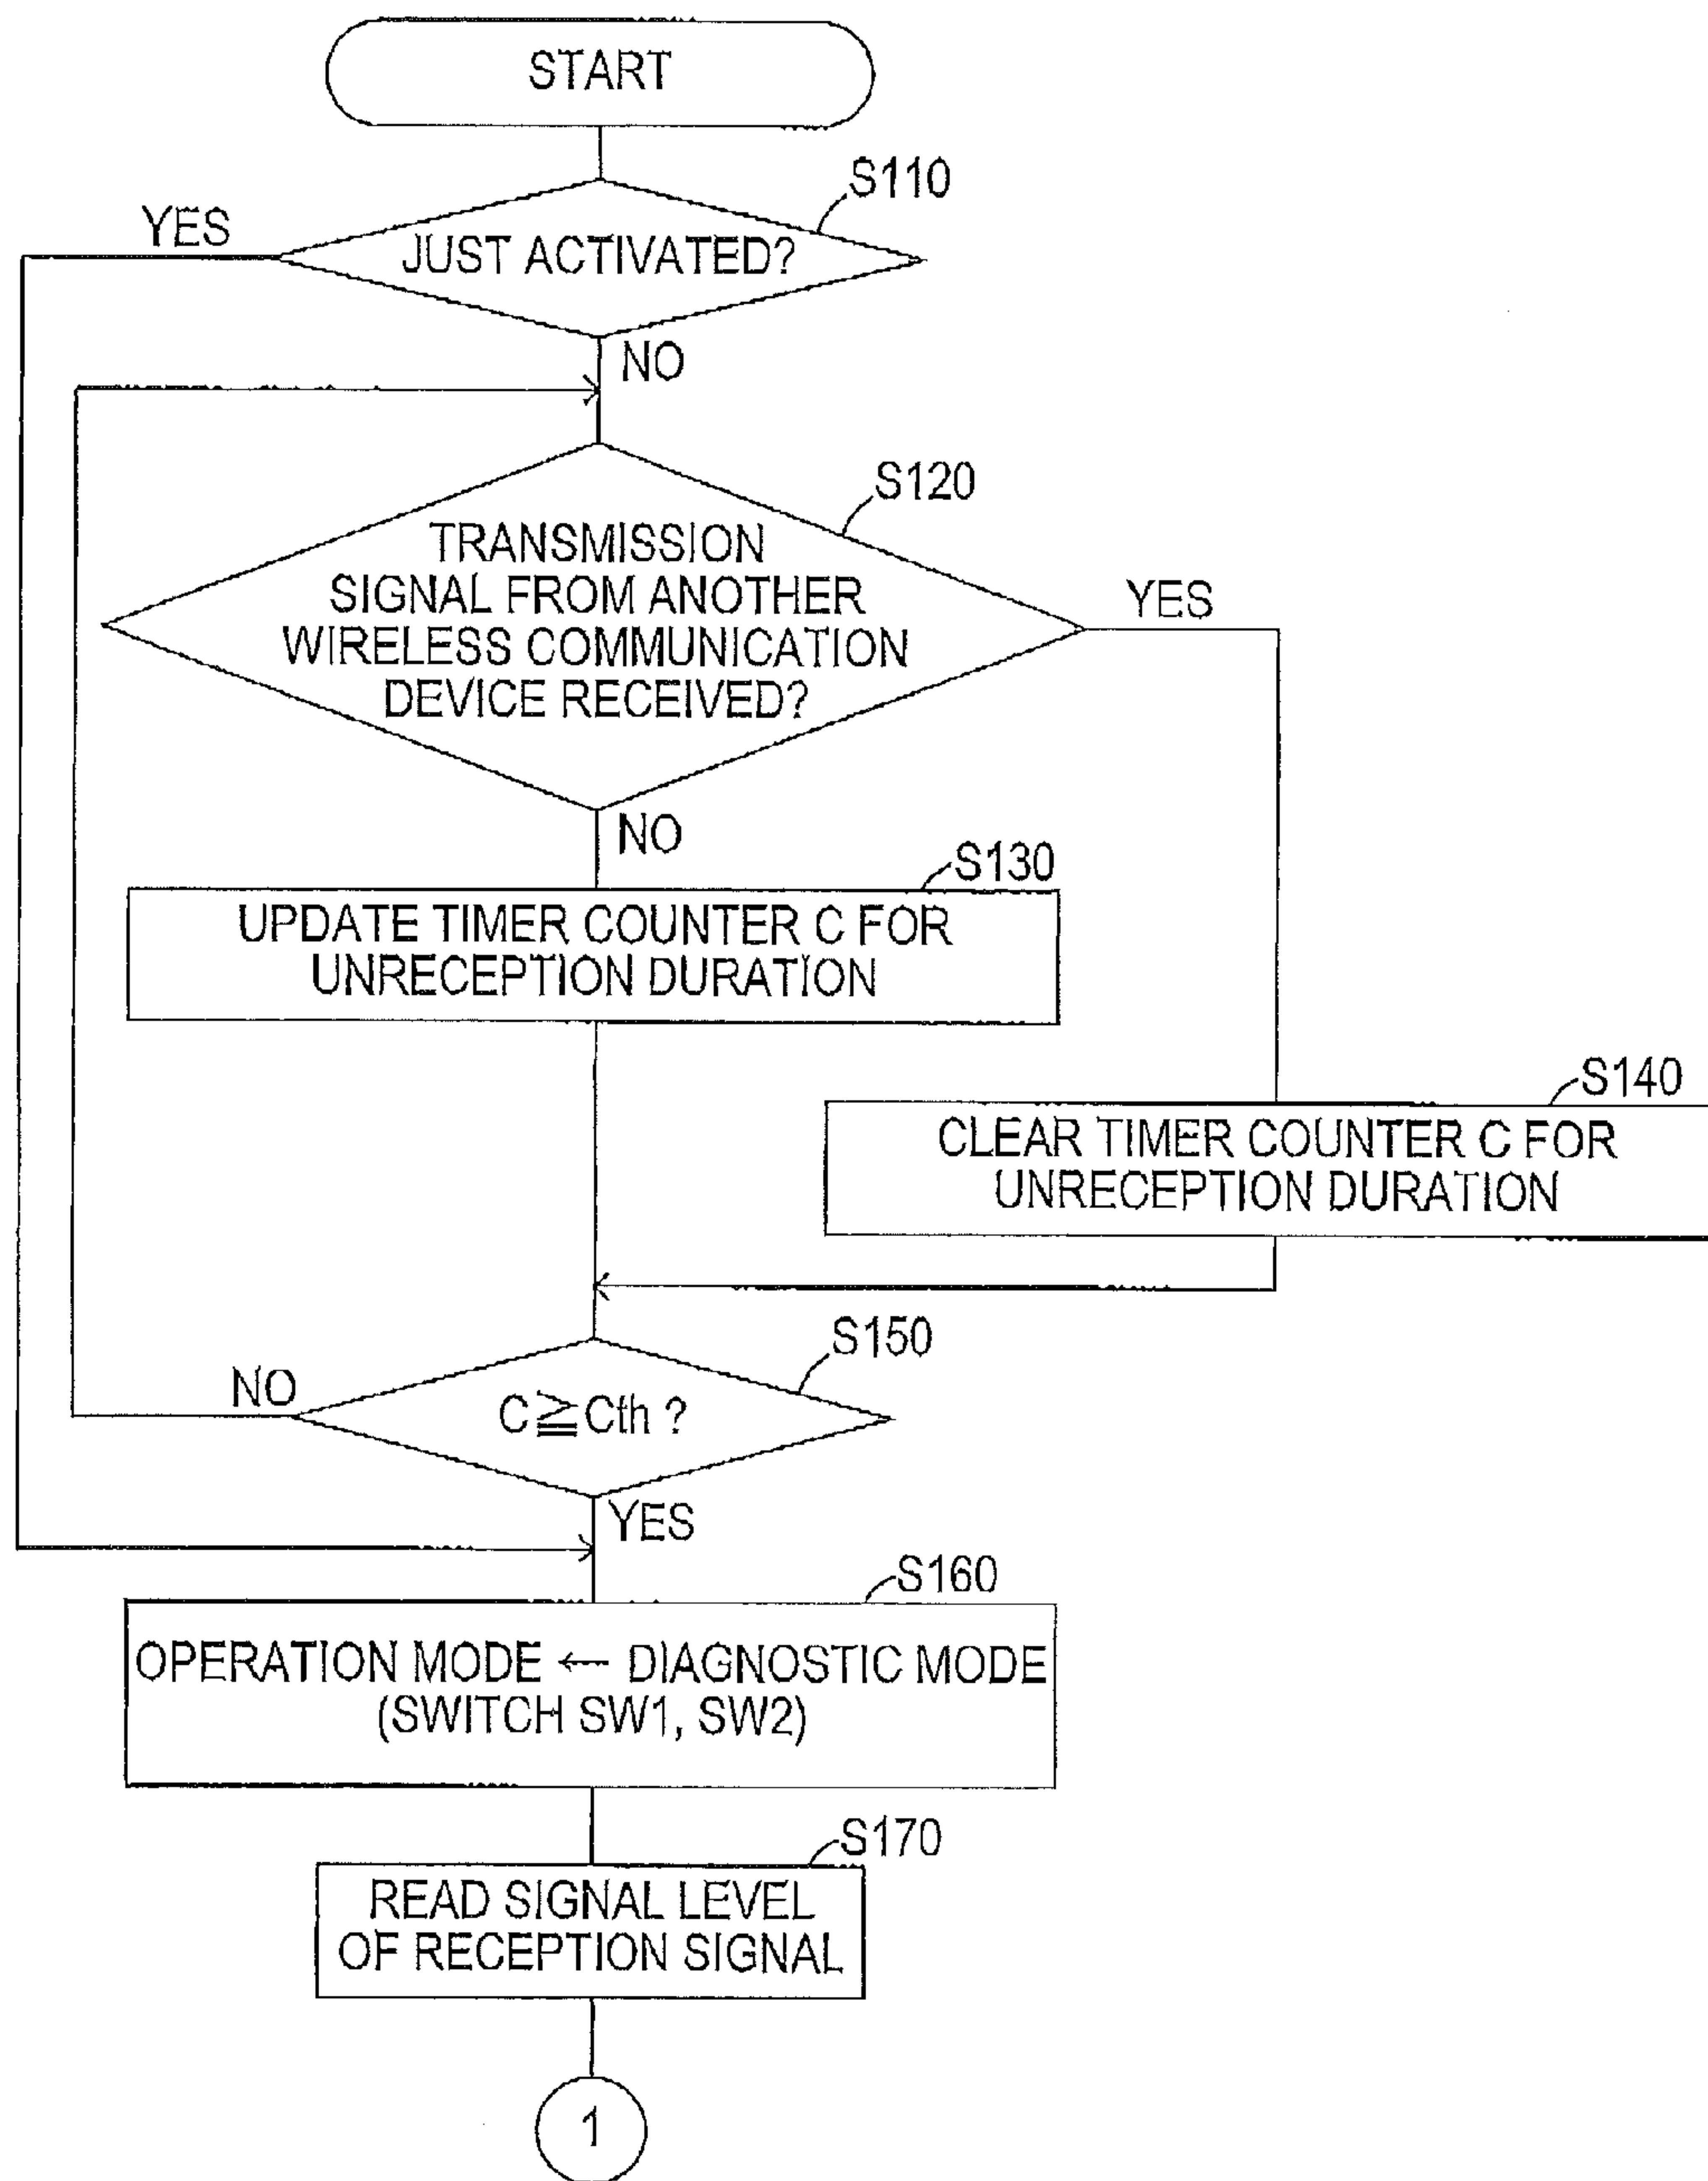 START
S110
YES
JUST ACTIVATED?
NO
S120
TRANSMISSION
SIGNAL FROM ANOTHER
WIRELESS COMMUNICATION
DEVICE RECEIVED?
YES
NO
S130
UPDATE TIMER COUNTER C FOR
UNRECEPTION DURATION
S140
CLEAR TIMER COUNTER C FOR
UNRECEPTION DURATION
S150
NO
C≧Cth ?
YES
S160
OPERATION MODE ← DIAGNOSTIC MODE
(SWITCH SW1, SW2)
S170
READ SIGNAL LEVEL
OF RECEPTION SIGNAL
1